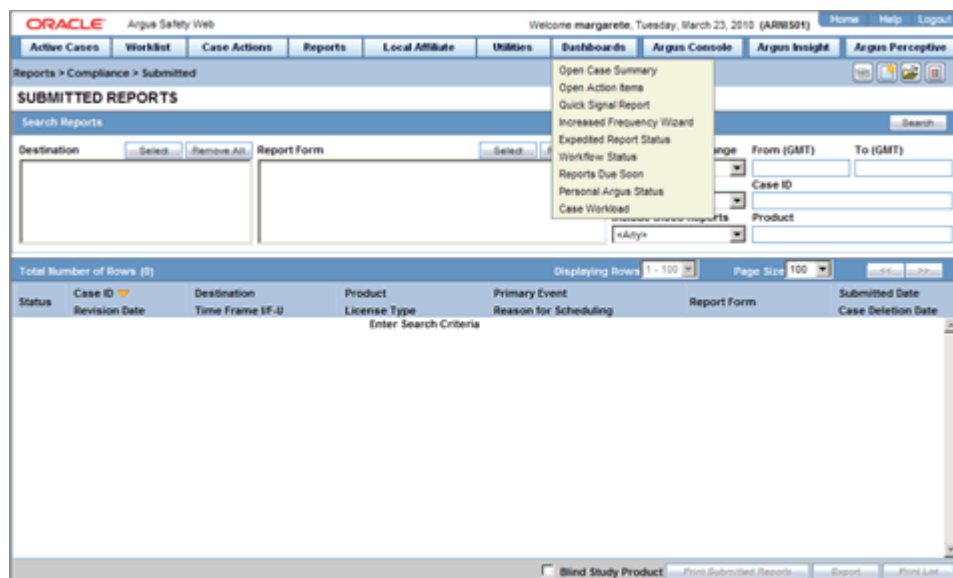 ORACLE Argus Safety Web Welcome margarete, Tuesday, March 23, 2010 (ARNIS01) Home Help Logout
Active Cases Worklist Case Actions Reports Local Affiliate Utilities Dashboards Argus Console Argus Insight Argus Perceptive
Reports > Compliance > Submitted
SUBMITTED REPORTS
Search Reports Search
Open Case Summary
Open Action Items
Quick Signal Report
Increased Frequency Wizard
Expedited Report Status
Workflow Status
Reports Due Soon
Personal Argus Status
Case Workload
Destination Select Remove All Report Form Select From (GMT) To (GMT)
Case ID
Product
<Any>
Total Number of Rows (0) Displaying Rows 1 - 100 Page Size 100 << >>
Status Case ID Destination Product Primary Event Report Form Submitted Date
Revision Date Time Frame I/F-U License Type Reason for Scheduling Case Deletion Date
Enter Search Criteria
Blind Study Product Print Submitted Reports Export Print List